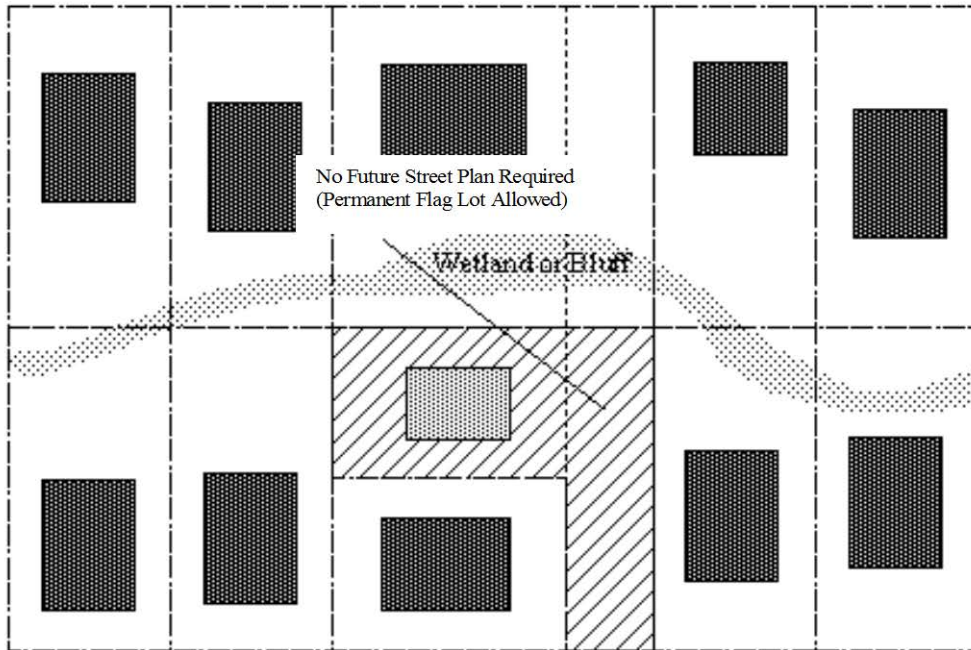 No Future Street Plan Required
(Permanent Flag Lot Allowed)
Wetland or Bluff